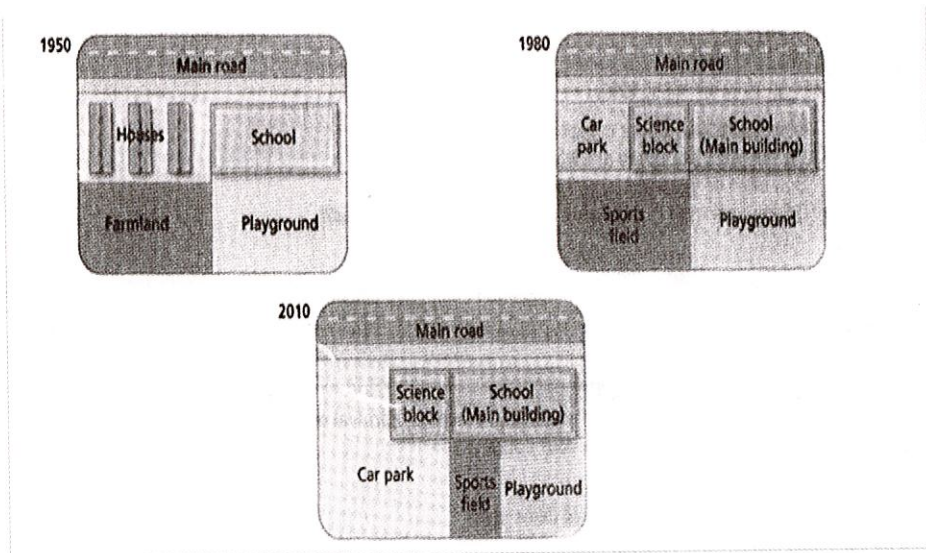 1950
Main road
Houses
School
Farmland
Playground
1980
Main road
Car
park
Science
block
School
(Main building)
Sports
field
Playground
2010
Main road
Science
block
School
(Main building)
Car park
Sports
field
Playground